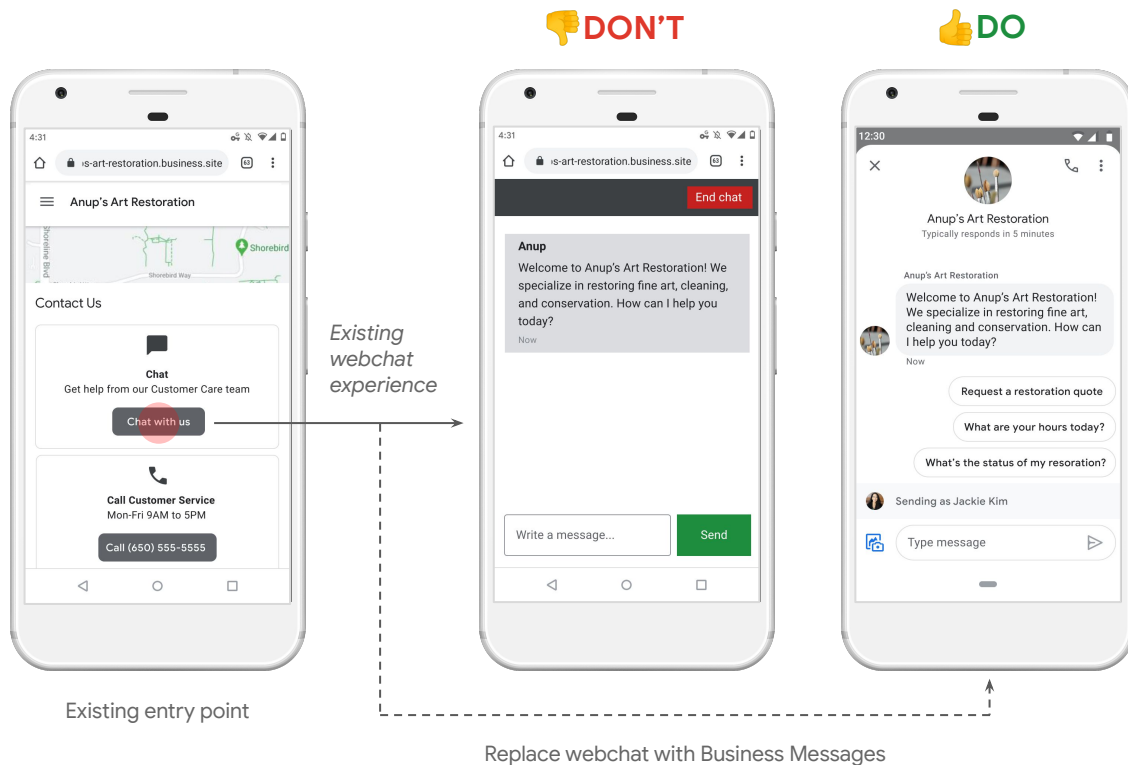 DON'T
DO
4:31
›s-art-restoration.business.site
63
Anup's Art Restoration
Shoreline Blvd
Shorebird
Shorebird Way
Contact Us
Chat
Get help from our Customer Care team
Chat with us
Call Customer Service
Mon-Fri 9AM to 5PM
Call (650) 555-5555
Existing entry point
Existing
webchat
experience
4:31
›s-art-restoration.business.site
63
End chat
Anup
Welcome to Anup's Art Restoration! We
specialize in restoring fine art, cleaning,
and conservation. How can I help you
today?
Now
Write a message...
Send
12:30
Anup's Art Restoration
Typically responds in 5 minutes
Anup's Art Restoration
Welcome to Anup's Art Restoration!
We specialize in restoring fine art,
cleaning and conservation. How can
I help you today?
Now
Request a restoration quote
What are your hours today?
What's the status of my resoration?
Sending as Jackie Kim
Type message
Replace webchat with Business Messages